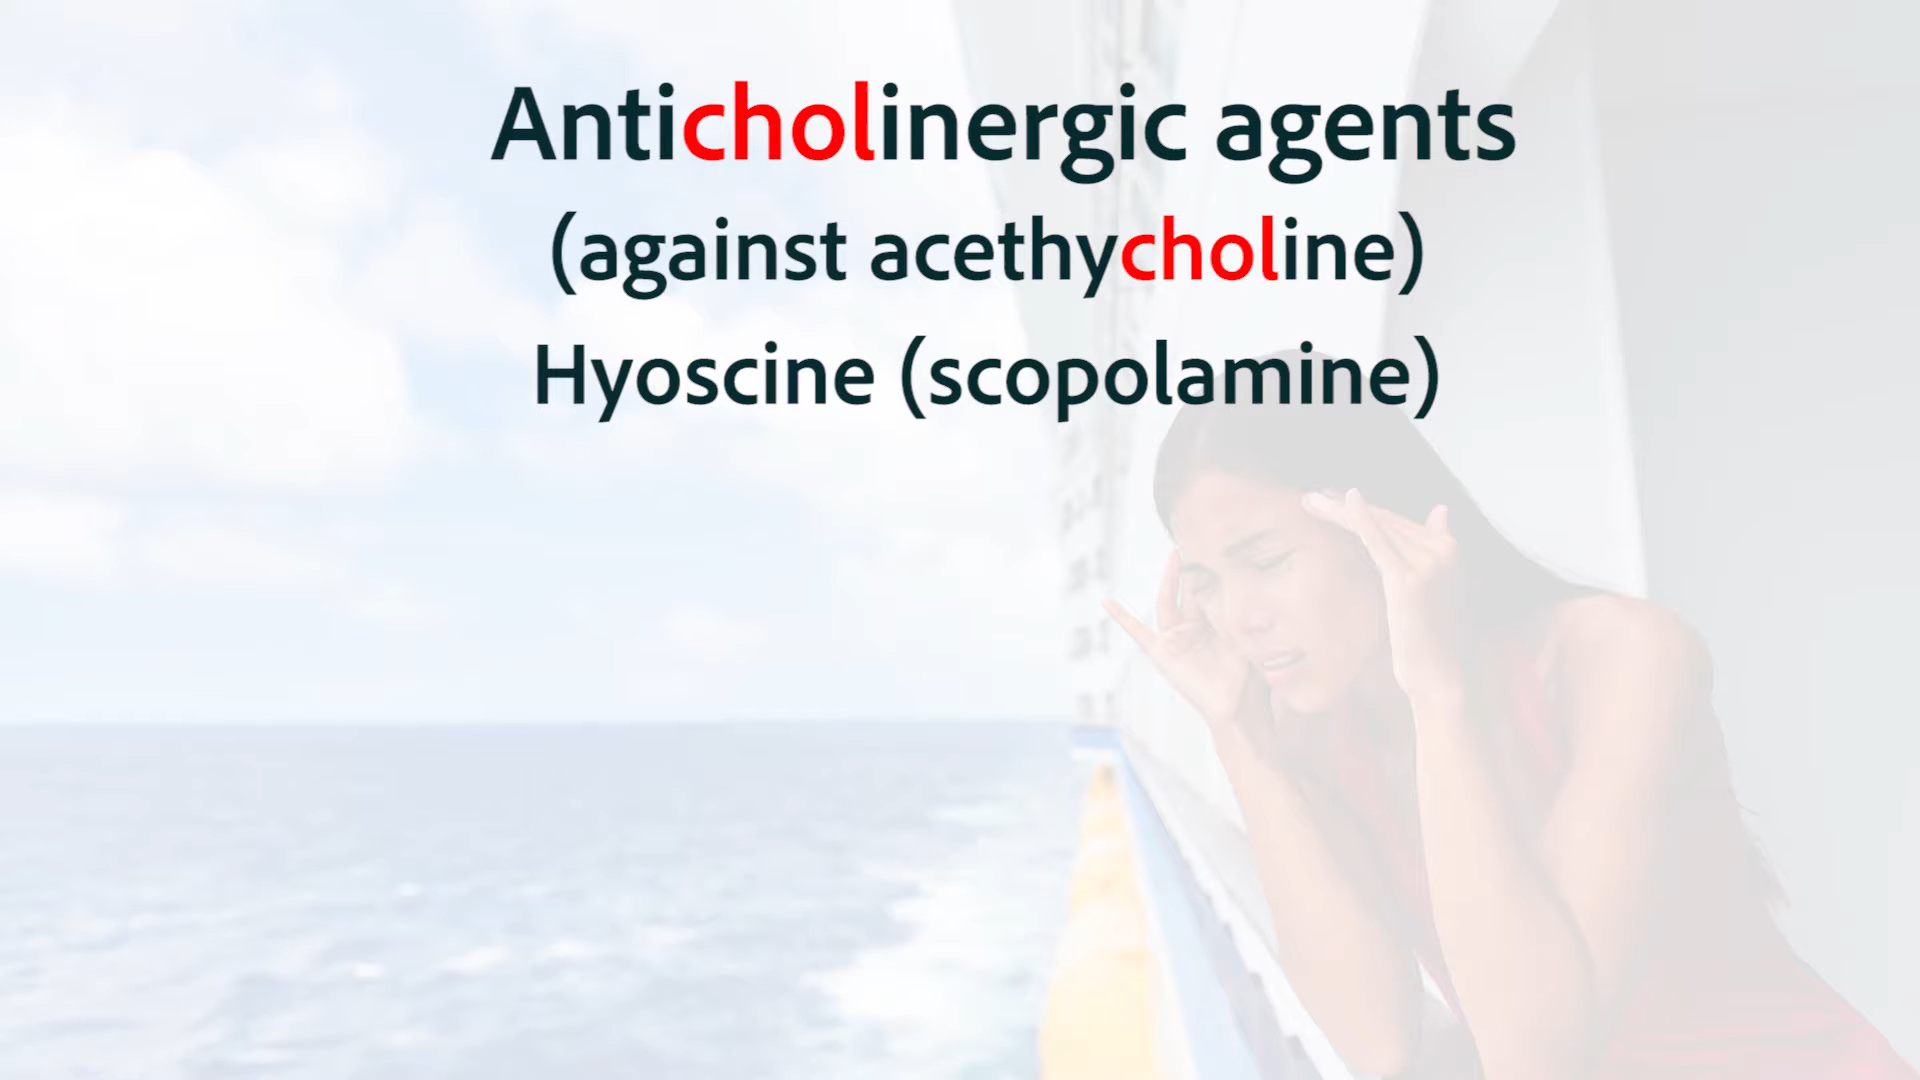 Anticholinergic agents
(against acethycholine)
Hyoscine (scopolamine)